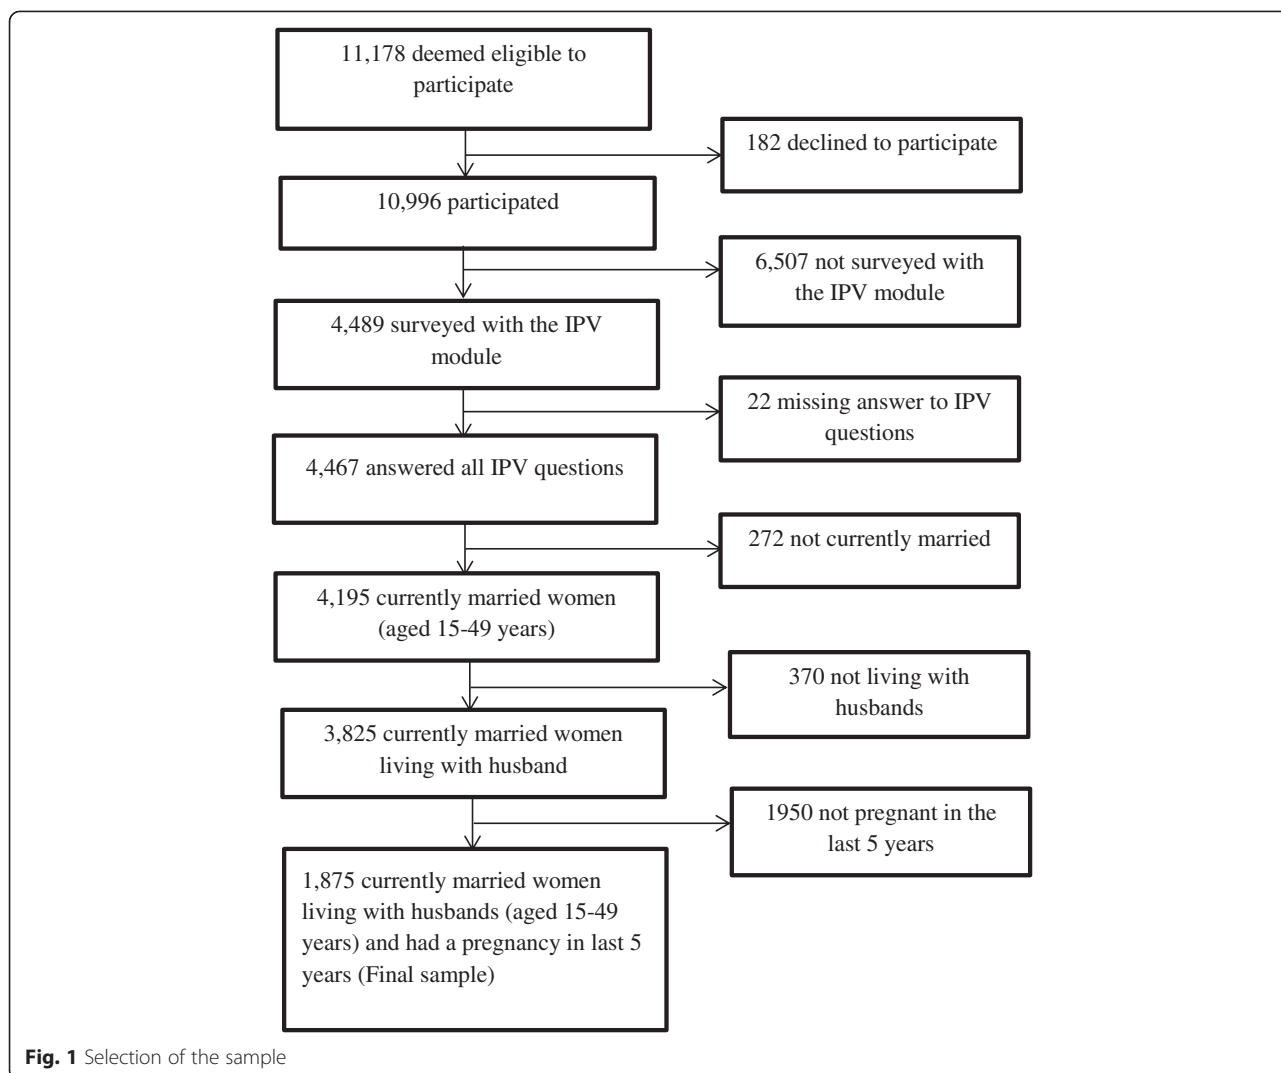 11,178 deemed eligible to
participate
182 declined to participate
10,996 participated
6,507 not surveyed with
the IPV module
4,489 surveyed with the IPV
module
22 missing answer to IPV
questions
4,467 answered all IPV questions
272 not currently married
4,195 currently married women
(aged 15-49 years)
370 not living with
husbands
3,825 currently married women
living with husband
1950 not pregnant in the
last 5 years
1,875 currently married women
living with husbands (aged 15-49
years) and had a pregnancy in last 5
years (Final sample)
Fig. 1 Selection of the sample